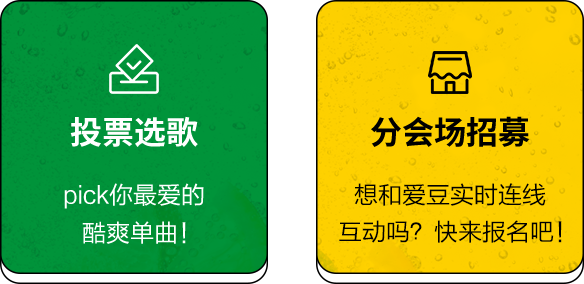 投票选歌
pick你最爱的
酷爽单曲！
分会场招募
想和爱豆实时连线
互动吗？快来报名吧！